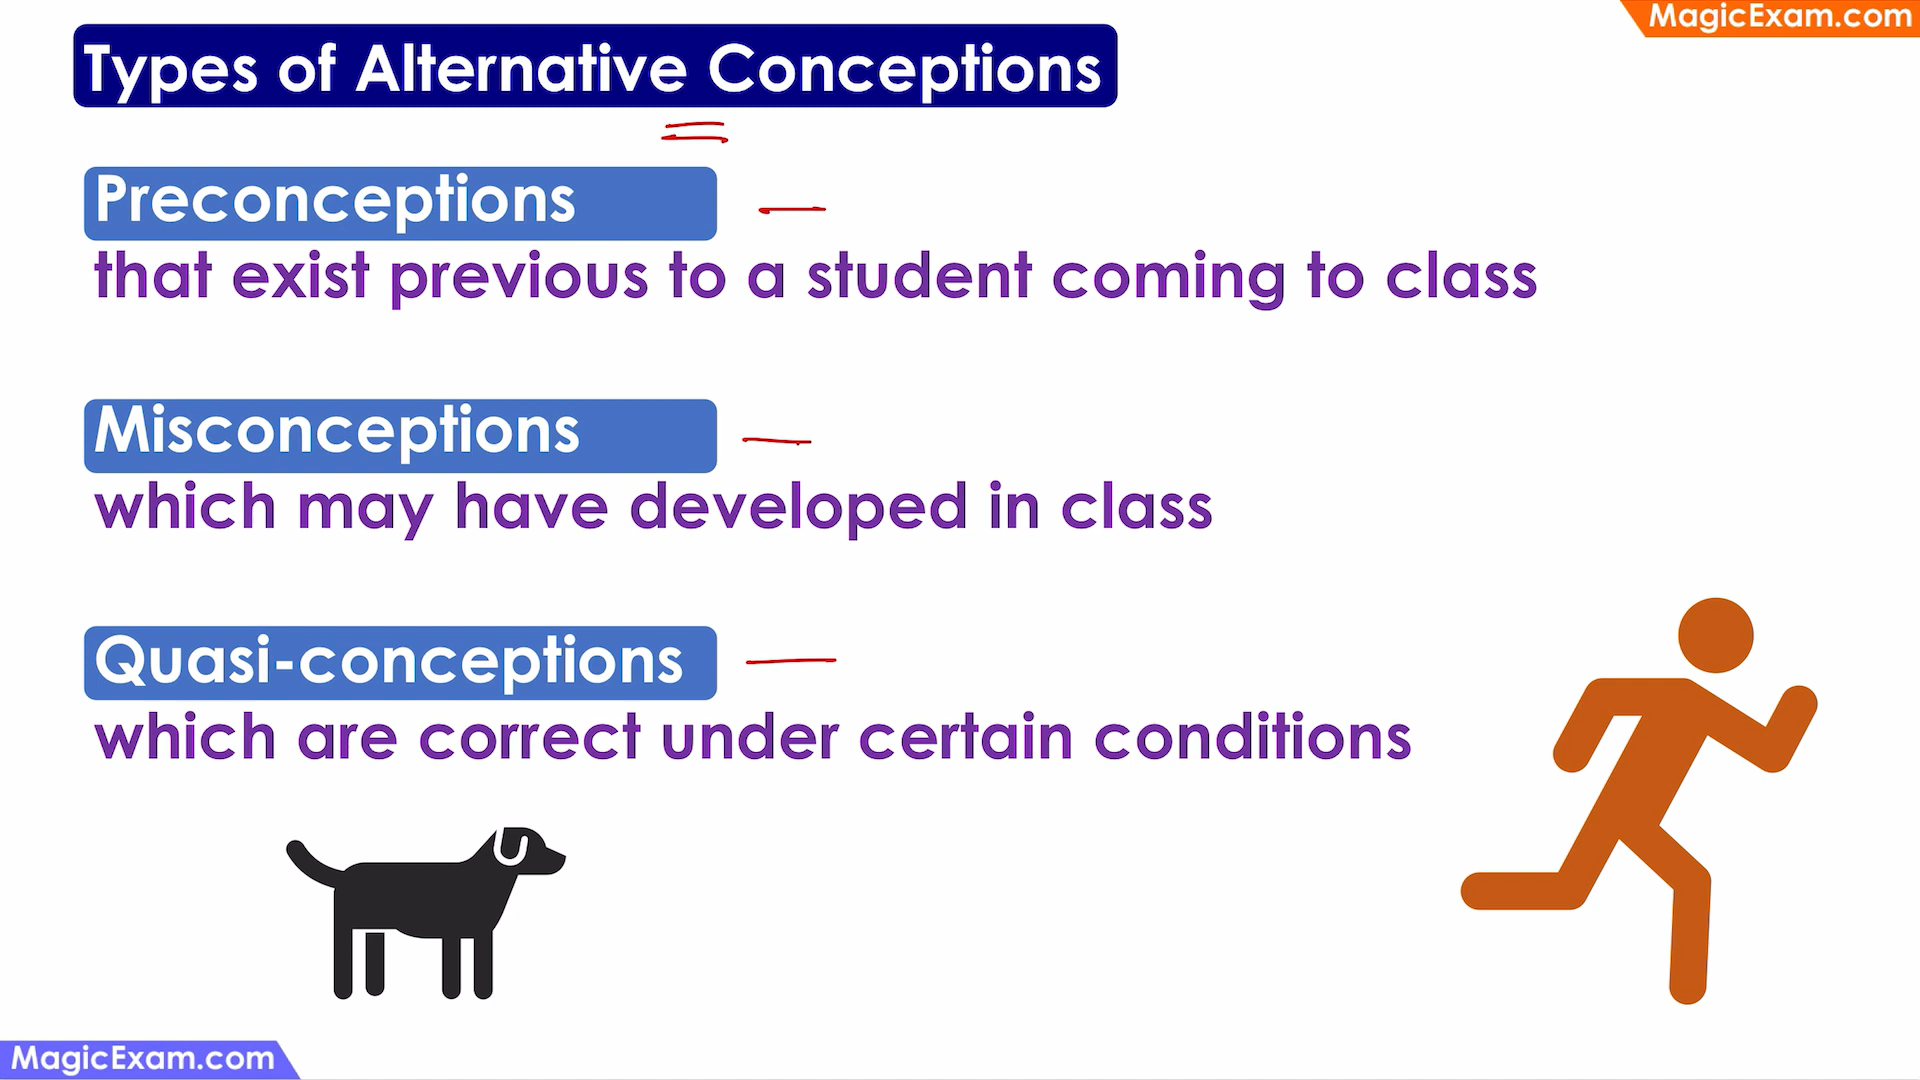 MagicExam.com
Types of Alternative Conceptions
Preconceptions
that exist previous to a student coming to class
Misconceptions
which may have developed in class
Quasi-conceptions
which are correct under certain conditions
MagicExam.com